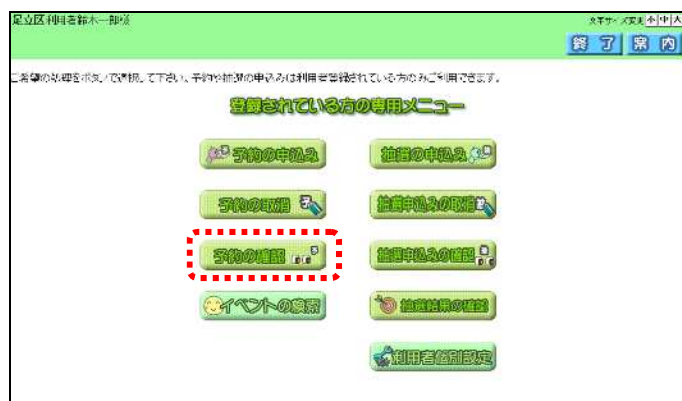 足立区利用者鈴木一郎様
文字サイズ変更 小 中 大
終了 案内
ご希望の処理をボタンで選択して下さい。予約や抽選の申込みは利用者登録されている方のみご利用できます。
登録されている方の専用メニュー
予約の申込み 抽選の申込み
予約の取消 抽選申込みの取消
予約の確認 抽選申込みの確認
イベントの検索 抽選結果の確認
利用者個別設定